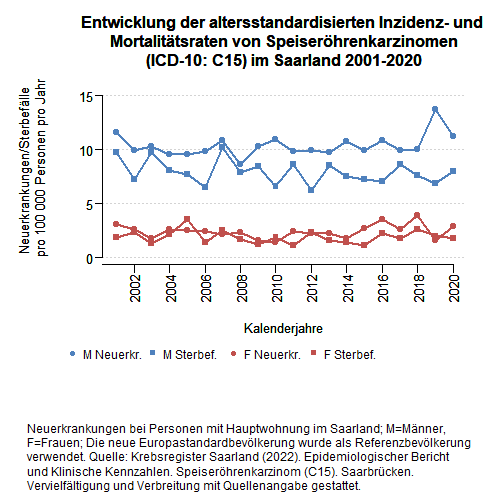 Entwicklung der altersstandardisierten Inzidenz- und
Mortalitätsraten von Speiseröhrenkarzinomen
(ICD-10: C15) im Saarland 2001-2020
Neuerkrankungen/Sterbefälle
pro 100 000 Personen pro Jahr
15
10
5
0
2002
2004
2006
2008
2010
2012
2014
2016
2018
2020
Kalenderjahre
M Neuerkr. M Sterbef. F Neuerkr. F Sterbef.
Neuerkrankungen bei Personen mit Hauptwohnung im Saarland; M=Männer,
F=Frauen; Die neue Europastandardbevölkerung wurde als Referenzbevölkerung
verwendet. Quelle: Krebsregister Saarland (2022). Epidemiologischer Bericht
und Klinische Kennzahlen. Speiseröhrenkarzinom (C15). Saarbrücken.
Vervielfältigung und Verbreitung mit Quellenangabe gestattet.